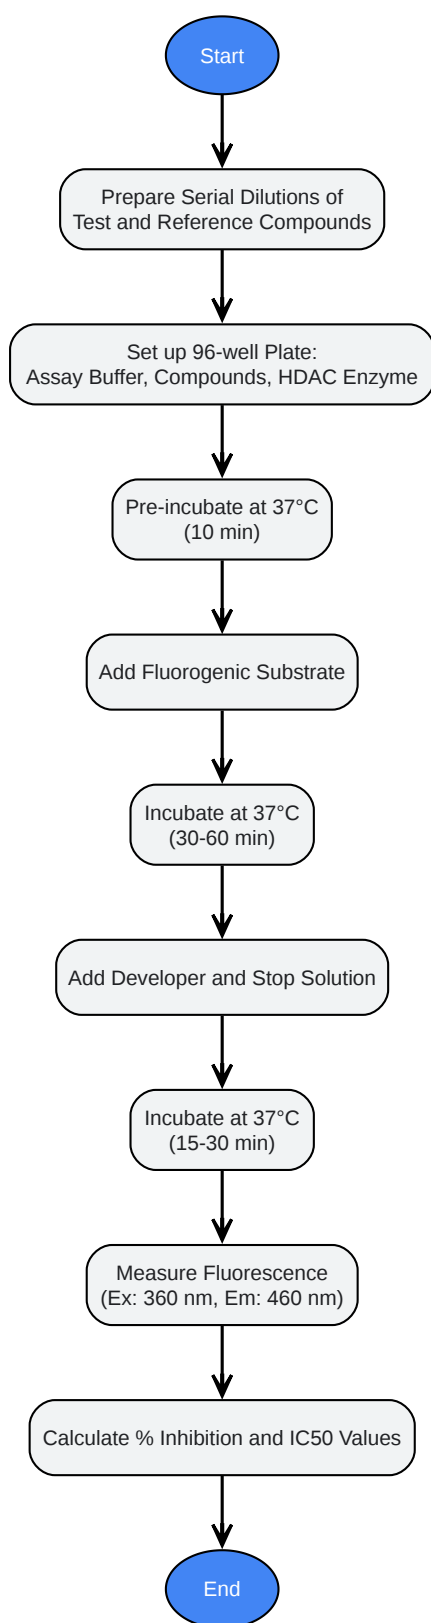 Start
Prepare Serial Dilutions of
Test and Reference Compounds
Set up 96-well Plate:
Assay Buffer, Compounds, HDAC Enzyme
Pre-incubate at 37°C
(10 min)
Add Fluorogenic Substrate
Incubate at 37°C
(30-60 min)
Add Developer and Stop Solution
Incubate at 37°C
(15-30 min)
Measure Fluorescence
(Ex: 360 nm, Em: 460 nm)
Calculate % Inhibition and IC50 Values
End